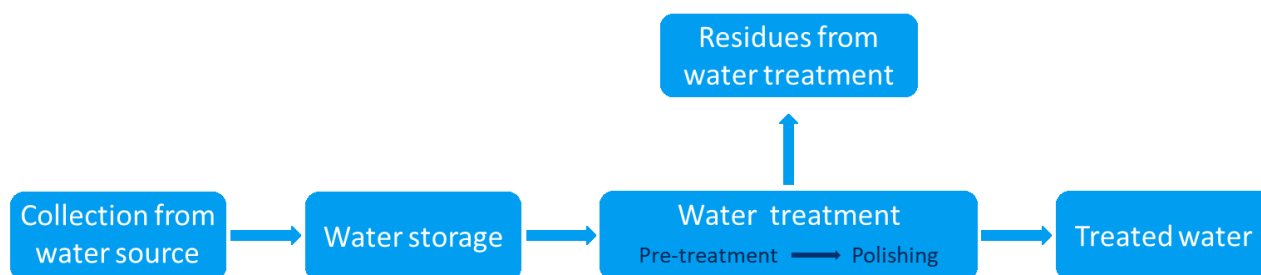 Residues from
water treatment
Collection from
water source
Water storage
Water treatment
Pre-treatment Polishing
Treated water